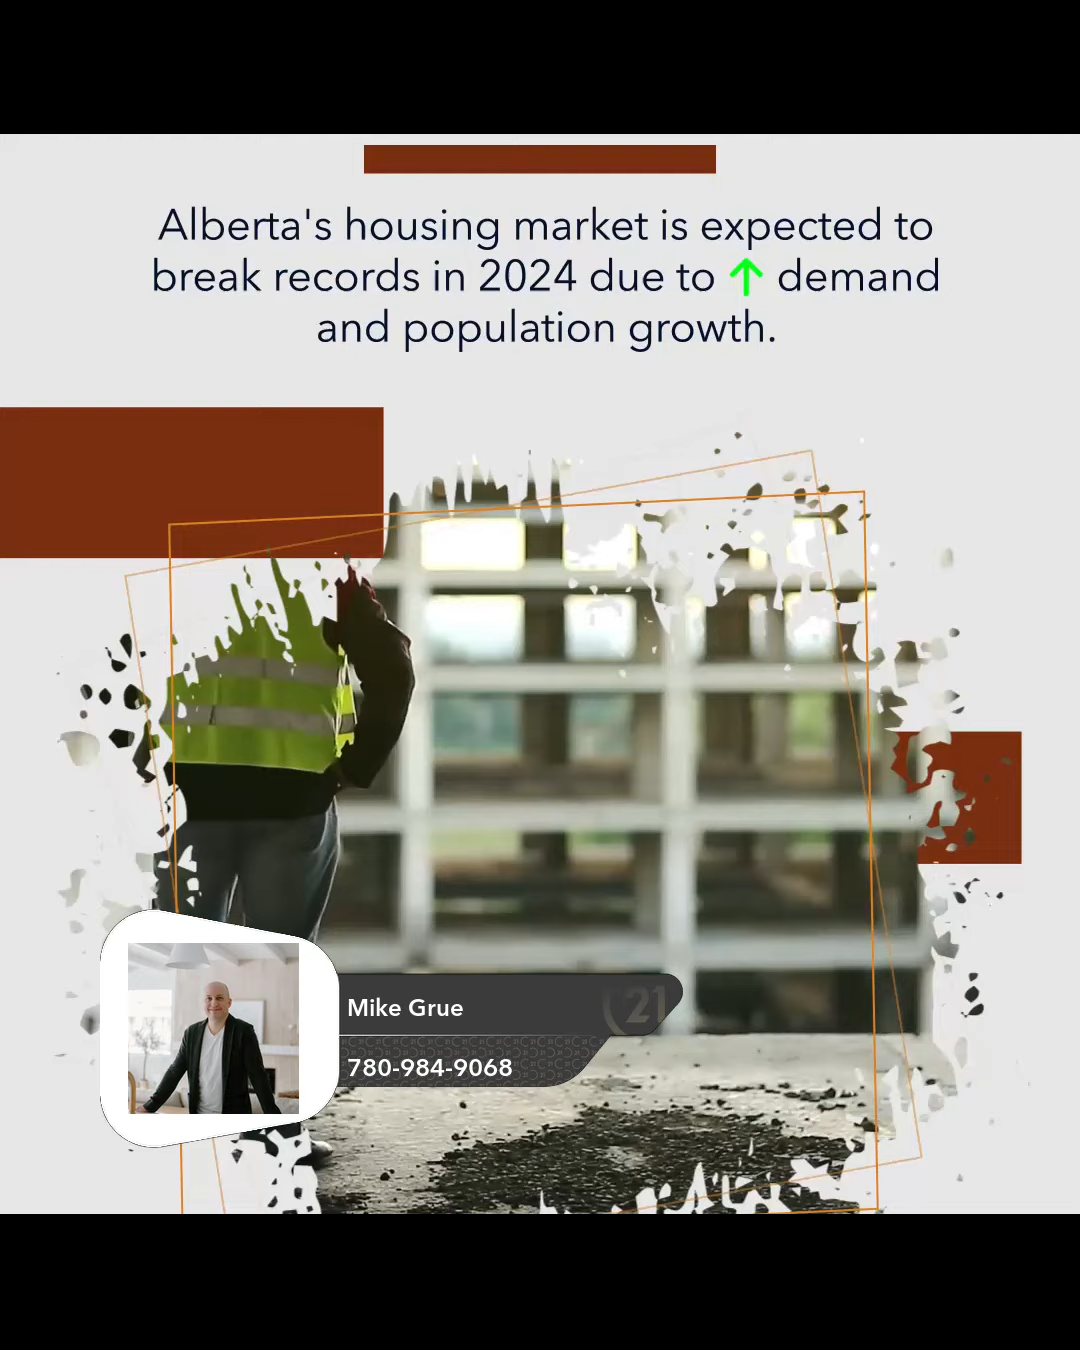 Alberta's housing market is expected to
break records in 2024 due to ↑ demand
and population growth.
Mike Grue
21
780-984-9068